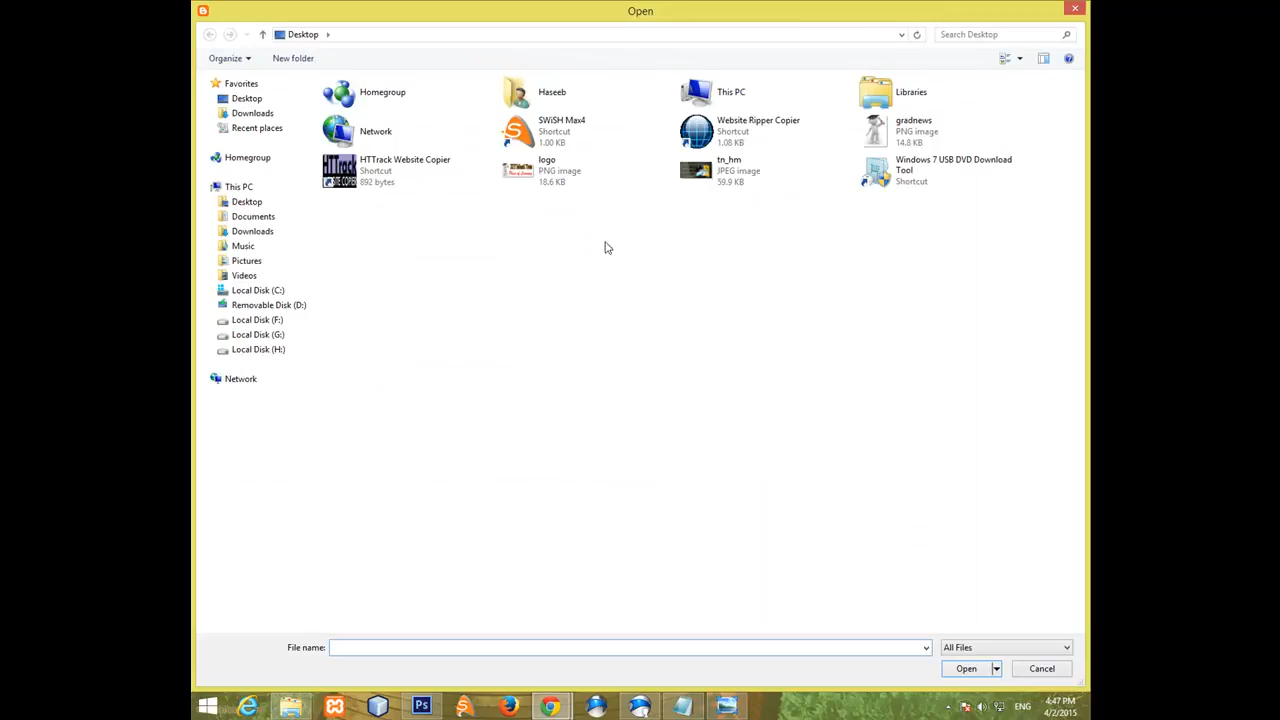 Open
Desktop
Search Desktop
Organize
New folder
Favorites
Desktop
Downloads
Recent places
Homegroup
This PC
Desktop
Documents
Downloads
Music
Pictures
Videos
Local Disk (C:)
Removable Disk (D:)
Local Disk (F:)
Local Disk (G:)
Local Disk (H:)
Network
Homegroup
Haseeb
This PC
Libraries
Network
SWiSH Max4
Shortcut
1.00 KB
Website Ripper Copier
Shortcut
1.08 KB
gradnews
PNG image
14.8 KB
HTTrack
HTTrack Website Copier
Shortcut
892 bytes
logo
PNG image
18.6 KB
tn_hm
JPEG image
59.9 KB
Windows 7 USB DVD Download
Tool
Shortcut
File name:
All Files
Open
Cancel
Ps
ENG
4:47 PM
4/2/2015